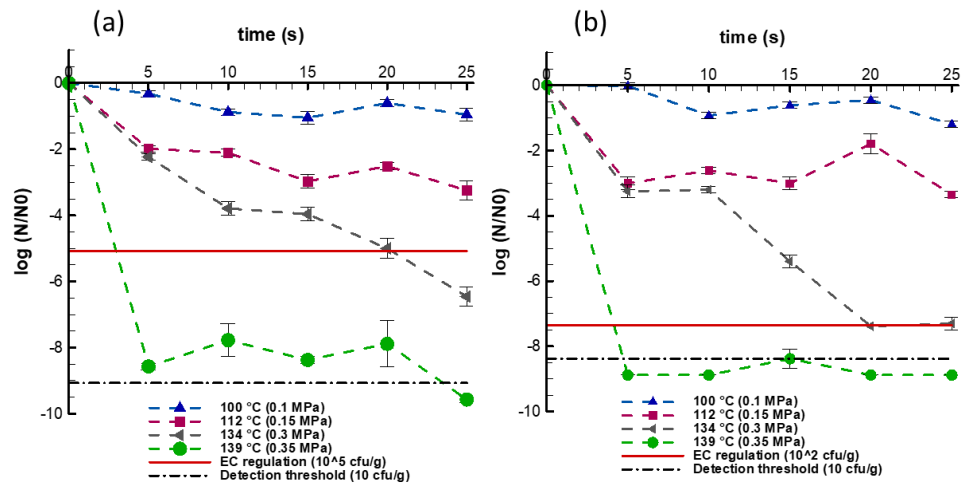 (a)
time (s)
0 5 10 15 20 25
0
-2
-4
-6
-8
-10
log (N/N0)
100 °C (0.1 MPa)
112 °C (0.15 MPa)
134 °C (0.3 MPa)
139 °C (0.35 MPa)
EC regulation (10^5 cfu/g)
Detection threshold (10 cfu/g)
(b)
time (s)
0 5 10 15 20 25
0
-2
-4
-6
-8
-10
log (N/N0)
100 °C (0.1 MPa)
112 °C (0.15 MPa)
134 °C (0.3 MPa)
139 °C (0.35 MPa)
EC regulation (10^2 cfu/g)
Detection threshold (10 cfu/g)